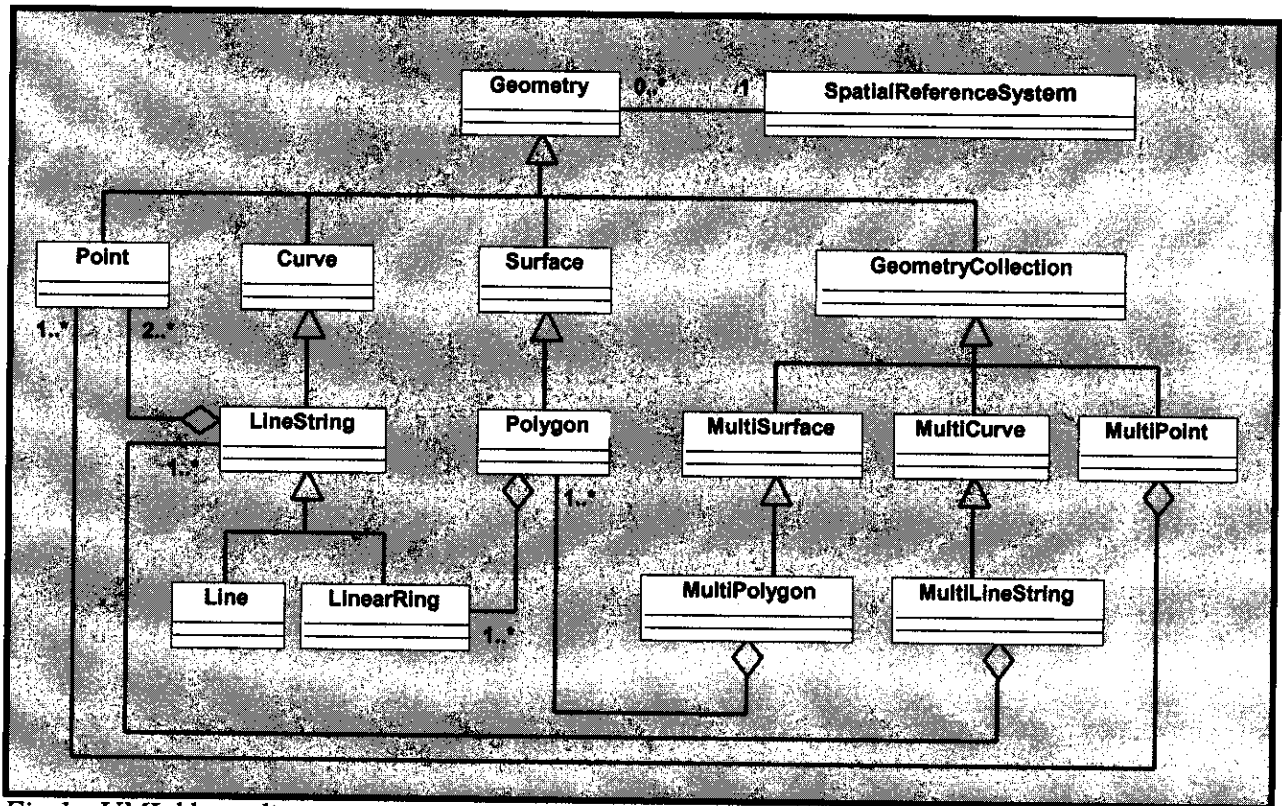 Geometry
0..*
1
SpatialReferenceSystem
Point
Curve
Surface
GeometryCollection
1..*
2..*
LineString
Polygon
MultiSurface
MultiCurve
MultiPoint
1..*
1..*
Line
LinearRing
MultiPolygon
MultiLineString
1..*